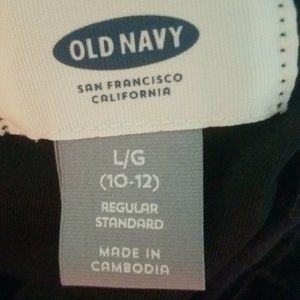 OLD NAVY
SAN FRANCISCO
CALIFORNIA
L/G
(10-12)
REGULAR
STANDARD
MADE IN
CAMBODIA